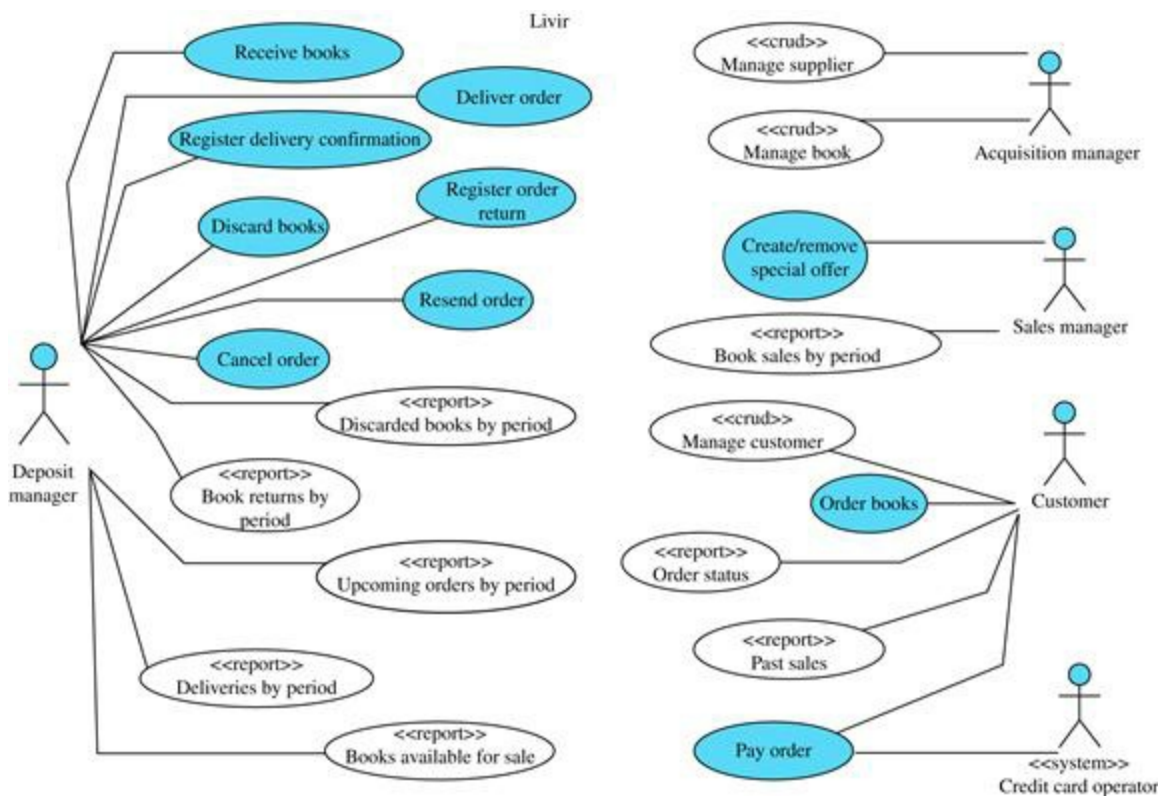 Livir
Receive books
Deliver order
Register delivery confirmation
Register order
return
Discard books
Resend order
Cancel order
<<report>>
Discarded books by period
Deposit
manager
<<report>>
Book returns by
period
<<report>>
Upcoming orders by period
<<report>>
Deliveries by period
<<report>>
Books available for sale
<<crud>>
Manage supplier
<<crud>>
Manage book
Acquisition manager
Create/remove
special offer
<<report>>
Book sales by period
Sales manager
<<crud>>
Manage customer
Order books
Customer
<<report>>
Order status
<<report>>
Past sales
Pay order
<<system>>
Credit card operator